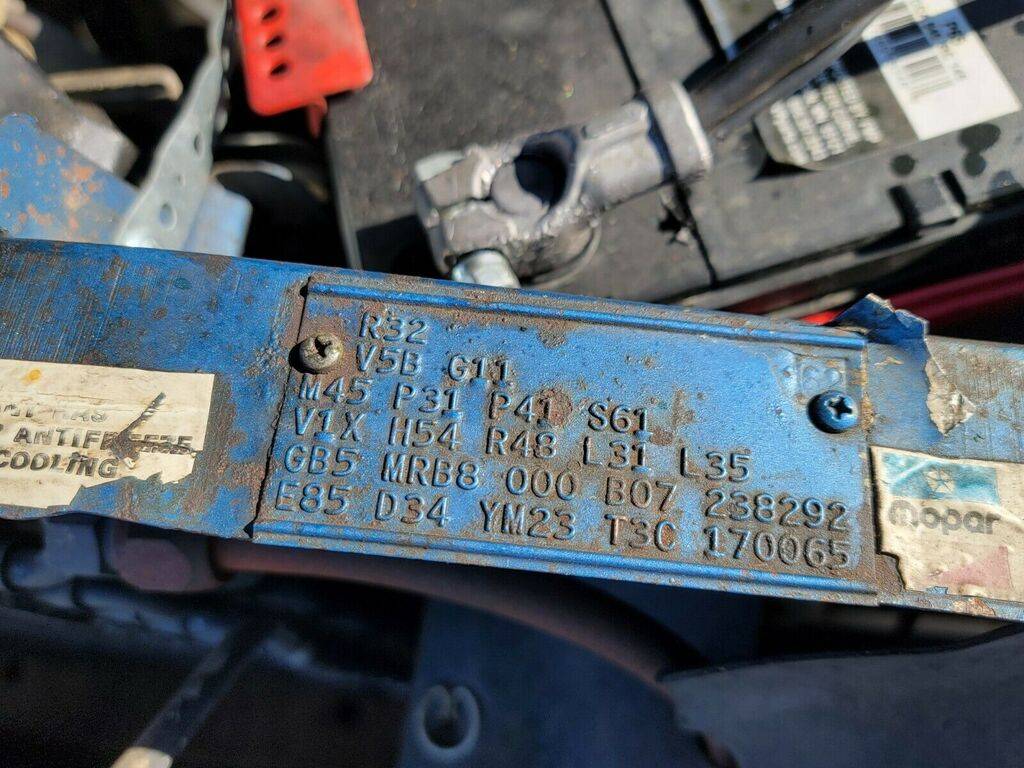 R32
V5B G11
M45 P31 P41 S61
V1X H54 R48 L31 L35
GB5 MRB8 000 B07 238292
E85 D34 YM23 T3C 170065
ANTIFREEZE
COOLING
mopar